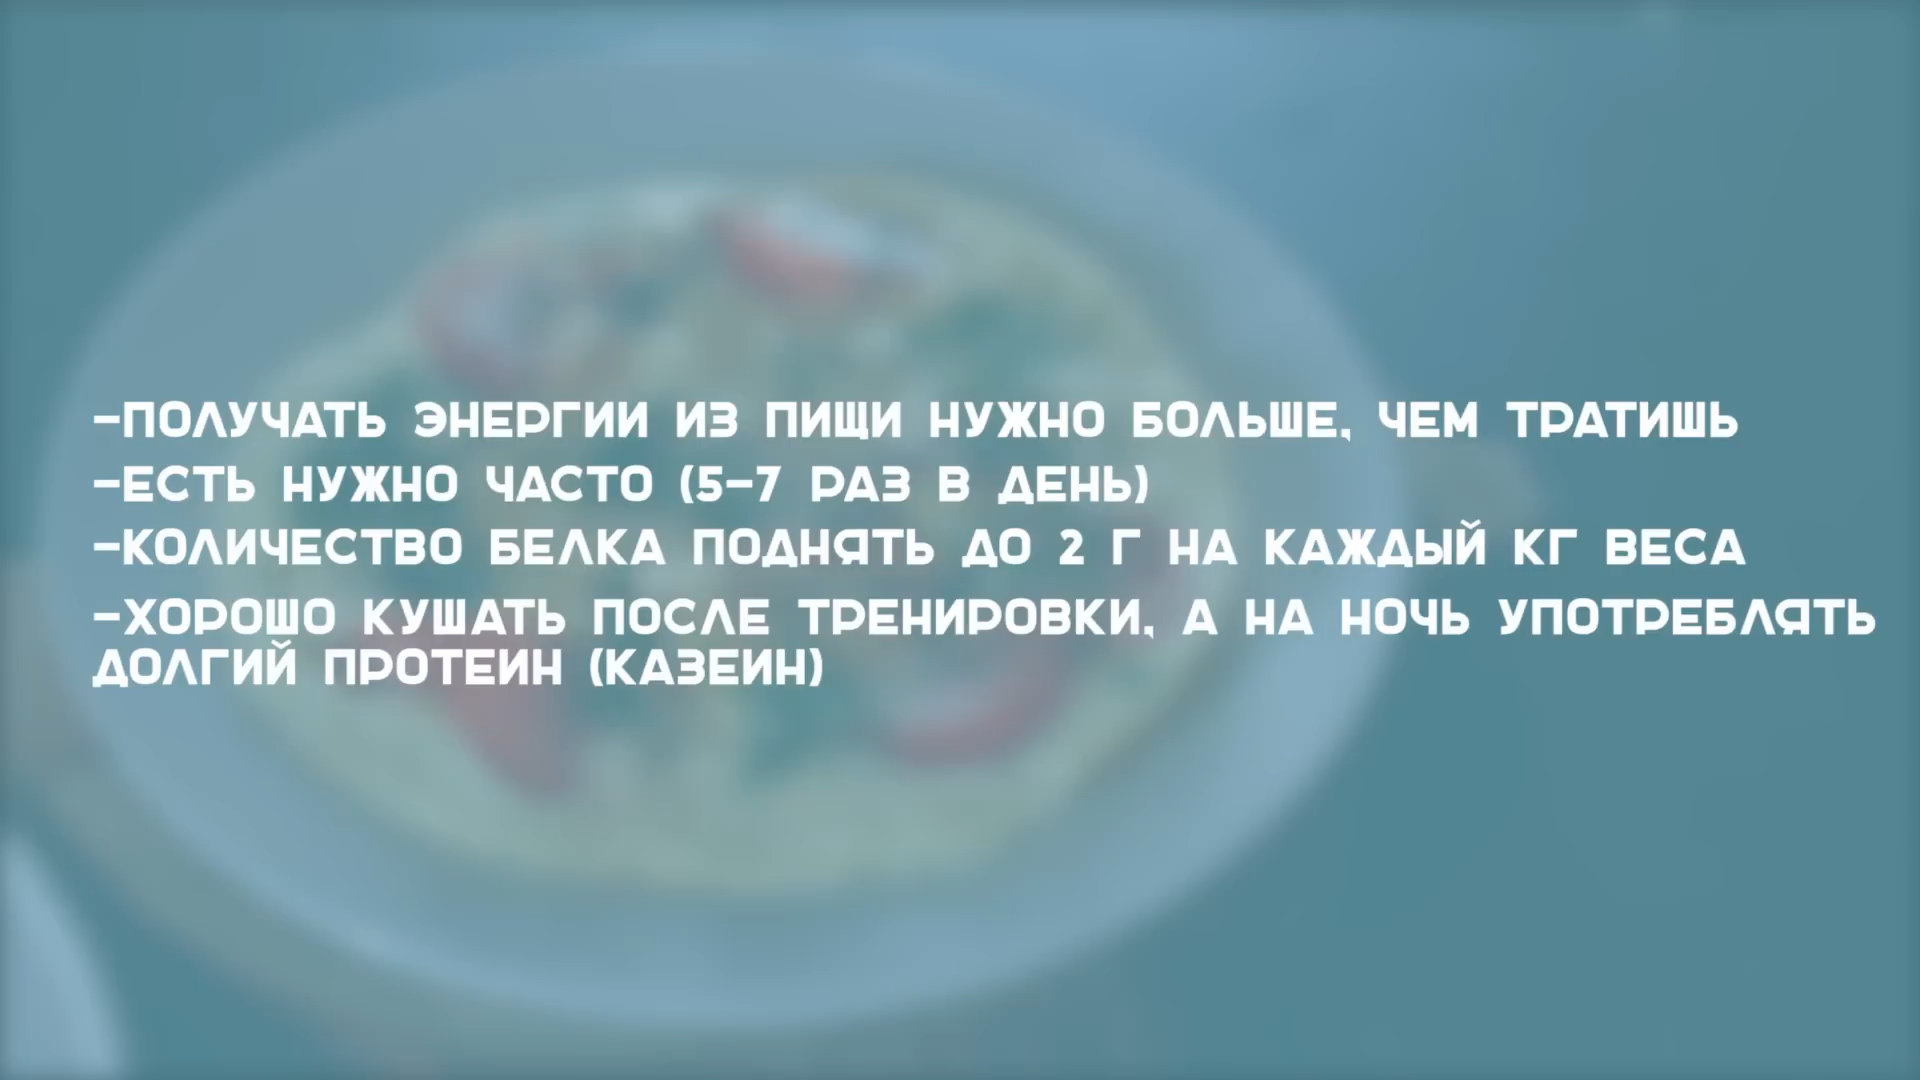 -ПОЛУЧАТЬ ЭНЕРГИИ ИЗ ПИЩИ НУЖНО БОЛЬШЕ, ЧЕМ ТРАТИШЬ
-ЕСТЬ НУЖНО ЧАСТО (5-7 РАЗ В ДЕНЬ)
-КОЛИЧЕСТВО БЕЛКА ПОДНЯТЬ ДО 2 Г НА КАЖДЫЙ КГ ВЕСА
-ХОРОШО КУШАТЬ ПОСЛЕ ТРЕНИРОВКИ, А НА НОЧЬ УПОТРЕБЛЯТЬ
ДОЛГИЙ ПРОТЕИН (КАЗЕИН)